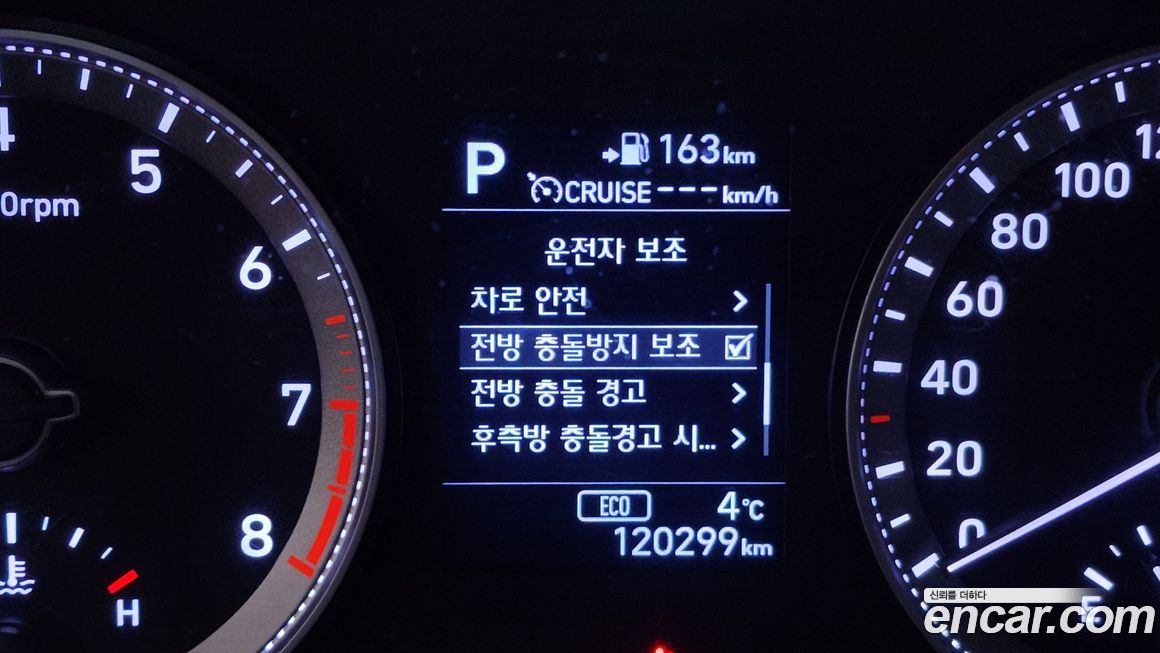 P
163km
CRUISE---km/h
운전자 보조
차로 안전
전방 충돌방지 보조
전방 충돌 경고
후측방 충돌경고 시...
ECO 4°C
120299km
4
5
6
7
8
0rpm
H
0
20
40
60
80
100
E
신뢰를 더하다
encar.com